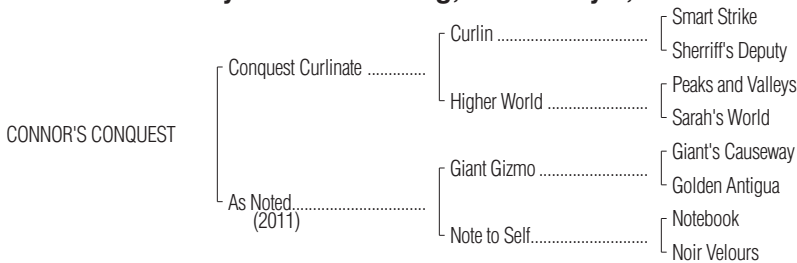 Smart Strike
Curlin
Sherriff's Deputy
Conquest Curlinate
Peaks and Valleys
Higher World
Sarah's World
CONNOR'S CONQUEST
Giant's Causeway
Giant Gizmo
Golden Antigua
As Noted
(2011)
Notebook
Note to Self
Noir Velours